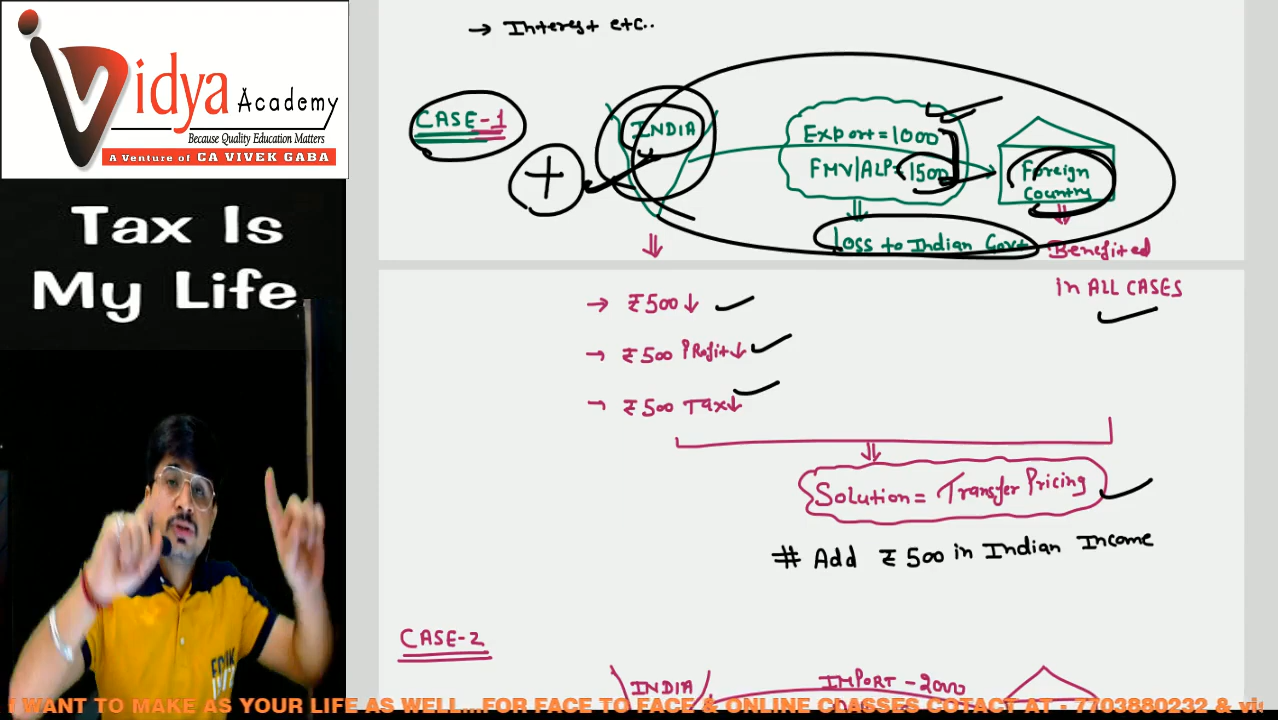 Vidya Academy
Because Quality Education Matters
A Venture of CA VIVEK GABA
Tax Is
My Life
→ Interest etc..
CASE-1
INDIA
+
Export = 1000
FMV/ALP = 1500
Foreign
Country
Loss to Indian Govt
Benefited
in ALL CASES
→ ₹500 ↓
→ ₹500 Profit ↓
→ ₹500 Tax ↓
Solution = Transfer Pricing
# Add ₹500 in Indian Income
CASE-2
INDIA
IMPORT - 2000
I WANT TO MAKE AS YOUR LIFE AS WELL....FOR FACE TO FACE & ONLINE CLASSES COTACT AT - 7703880232 &